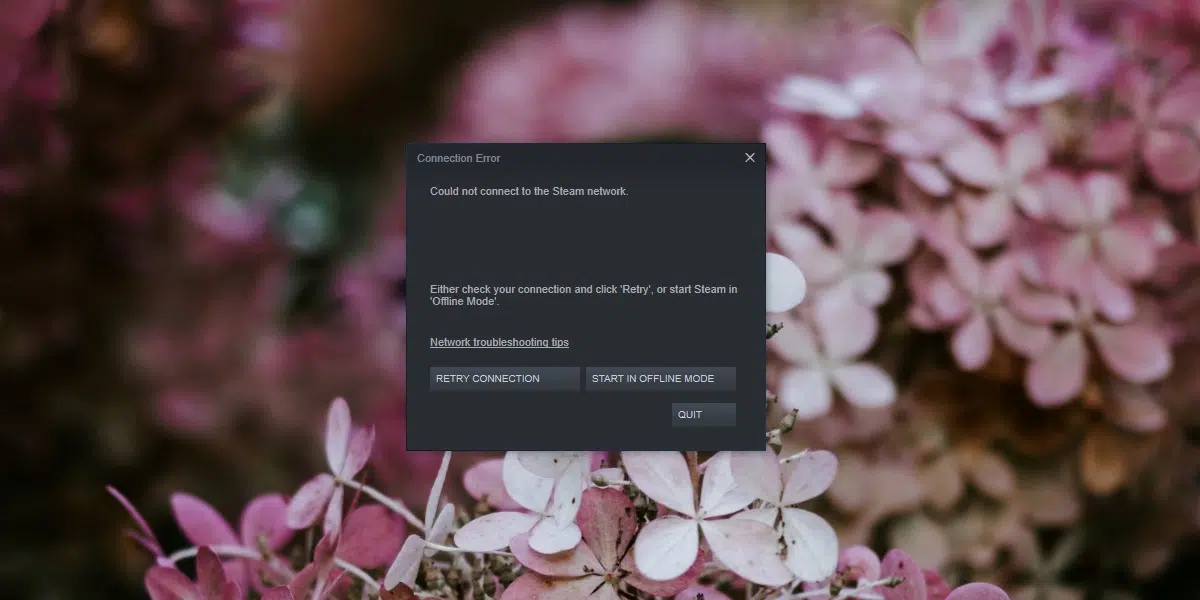 Connection Error
Could not connect to the Steam network.
Either check your connection and click 'Retry', or start Steam in
'Offline Mode'.
Network troubleshooting tips
RETRY CONNECTION
START IN OFFLINE MODE
QUIT